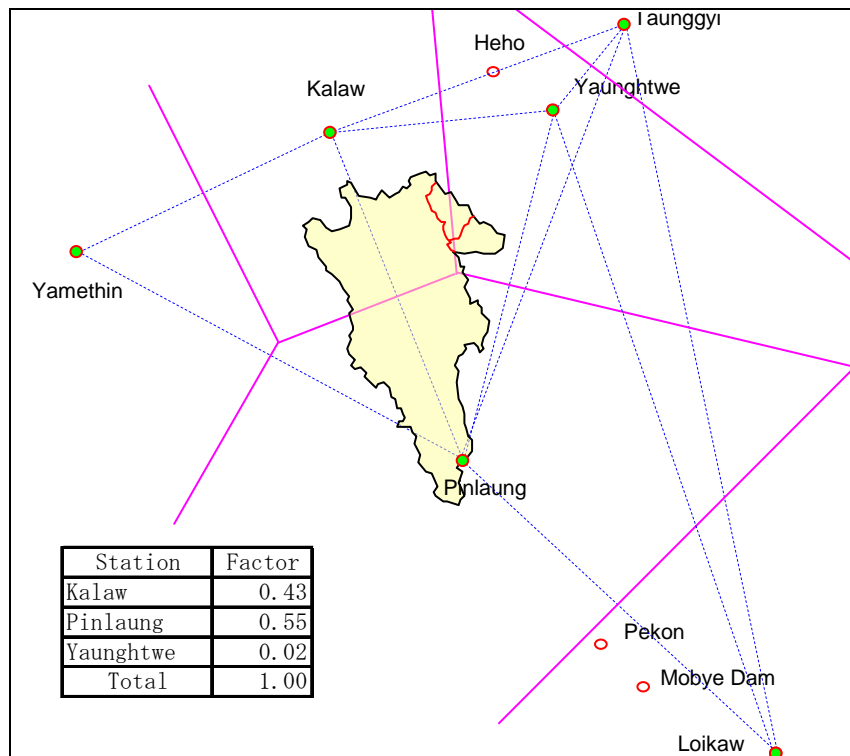 Taunggyi
Heho
Yaunghtwe
Kalaw
Yamethin
Pinlaung
Station Factor
Kalaw 0.43
Pinlaung 0.55
Yaunghtwe 0.02
Total 1.00
Pekon
Mobye Dam
Loikaw